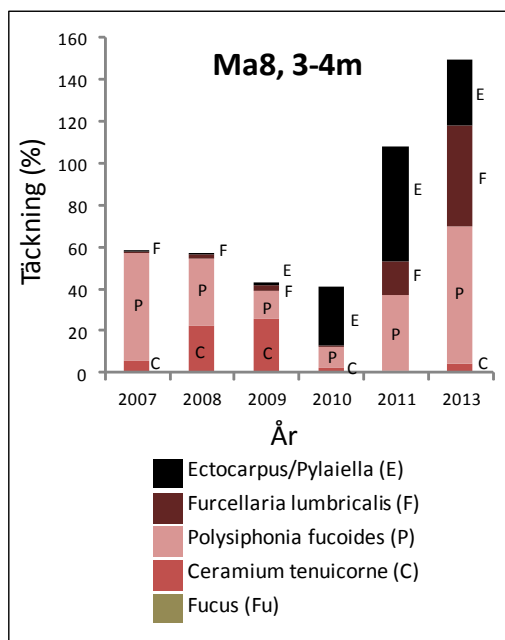 Ma8, 3-4m
Täckning (%)
160
140
120
100
80
60
40
20
0
F
P
C
F
P
C
E
F
P
C
E
P
C
E
F
P
E
F
P
C
2007 2008 2009 2010 2011 2013
År
Ectocarpus/Pylaiella (E)
Furcellaria lumbricalis (F)
Polysiphonia fucoides (P)
Ceramium tenuicorne (C)
Fucus (Fu)